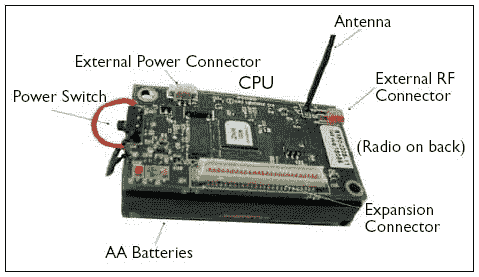 Antenna
External Power Connector
CPU
External RF
Connector
Power Switch
(Radio on back)
Expansion
Connector
AA Batteries